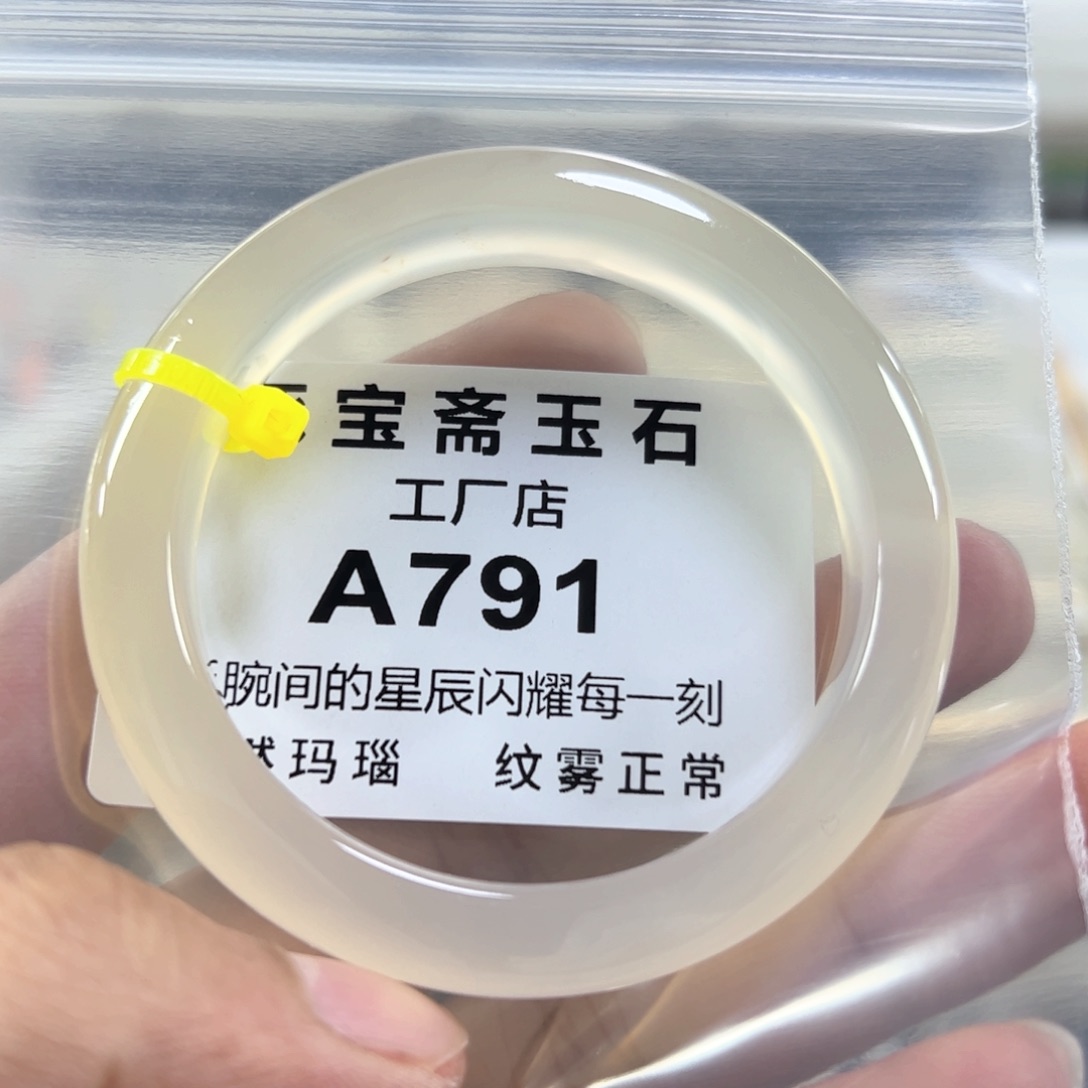 宝斋玉石
工厂店
A791
腕间的星辰闪耀每一刻
然玛瑙 纹雾正常